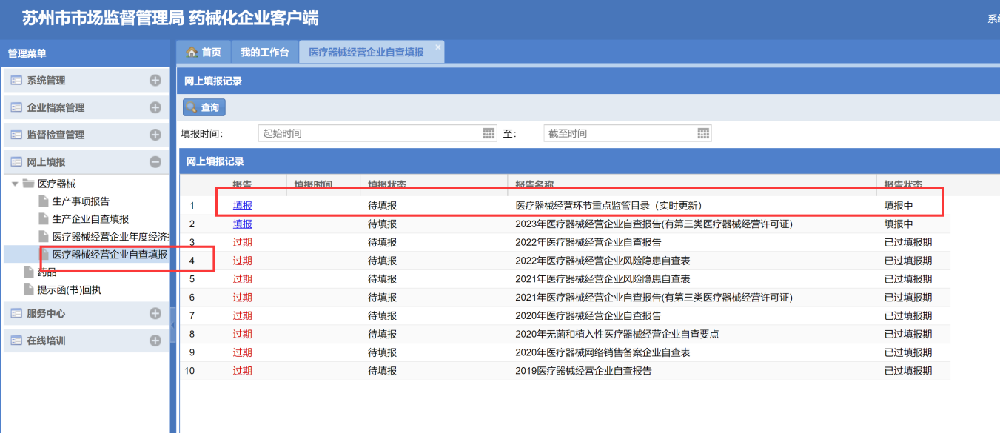 苏州市市场监督管理局 药械化企业客户端
系统
管理菜单
首页
我的工作台
医疗器械经营企业自查填报
系统管理
企业档案管理
监督检查管理
网上填报
医疗器械
生产事项报告
生产企业自查填报
医疗器械经营企业年度经济
医疗器械经营企业自查填报
药品
提示函(书)回执
服务中心
在线培训
网上填报记录
查询
填报时间: 起始时间 至: 截至时间
网上填报记录
报告 填报时间 填报状态 报告名称 报告状态
1 填报 待填报 医疗器械经营环节重点监管目录（实时更新） 填报中
2 填报 待填报 2023年医疗器械经营企业自查报告(有第三类医疗器械经营许可证) 填报中
3 过期 待填报 2022年医疗器械经营企业自查报告 已过填报期
4 过期 待填报 2022年医疗器械经营企业风险隐患自查表 已过填报期
5 过期 待填报 2021年医疗器械经营企业风险隐患自查表 已过填报期
6 过期 待填报 2021年医疗器械经营企业自查报告(有第三类医疗器械经营许可证) 已过填报期
7 过期 待填报 2020年医疗器械经营企业自查报告 已过填报期
8 过期 待填报 2020年无菌和植入性医疗器械经营企业自查要点 已过填报期
9 过期 待填报 2020年医疗器械网络销售备案企业自查表 已过填报期
10 过期 待填报 2019医疗器械经营企业自查报告 已过填报期